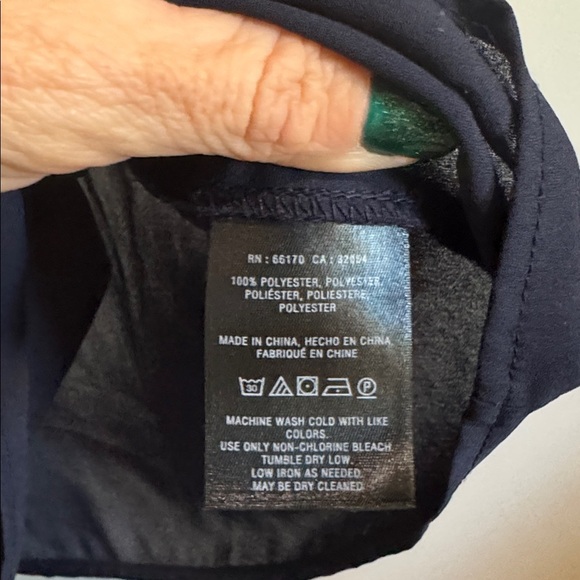 RN : 66170 CA : 32054
100% POLYESTER, POLYESTER,
POLIÉSTER, POLIESTERE,
POLYESTER
MADE IN CHINA, HECHO EN CHINA
FABRIQUÉ EN CHINE
30 P
MACHINE WASH COLD WITH LIKE
COLORS.
USE ONLY NON-CHLORINE BLEACH
TUMBLE DRY LOW.
LOW IRON AS NEEDED.
MAY BE DRY CLEANED